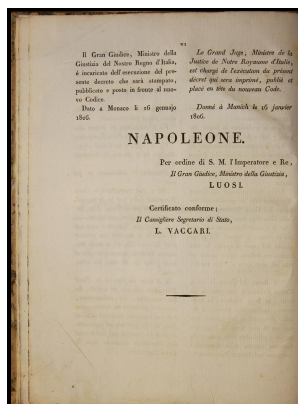 VI
Il Gran Giudice, Ministro della
Giustizia del Nostro Regno d'Italia,
è incaricato dell'esecuzione del pre-
sente decreto che sarà stampato,
pubblicato e posto in fronte al nuo-
vo Codice.
Dato a Monaco li 16 gennajo
1806.
Le Grand Juge, Ministre de la
Justice de Notre Royaume d'Italie,
est chargé de l'exécution du présent
décret qui sera imprimé, publié et
placé en tête du nouveau Code.
Donné à Munich le 16 janvier
1806.
NAPOLEONE.
Per ordine di S. M. l'Imperatore e Re,
Il Gran Giudice, Ministro della Giustizia,
LUOSI.
Certificato conforme;
Il Consigliere Segretario di Stato,
L. VACCARI.